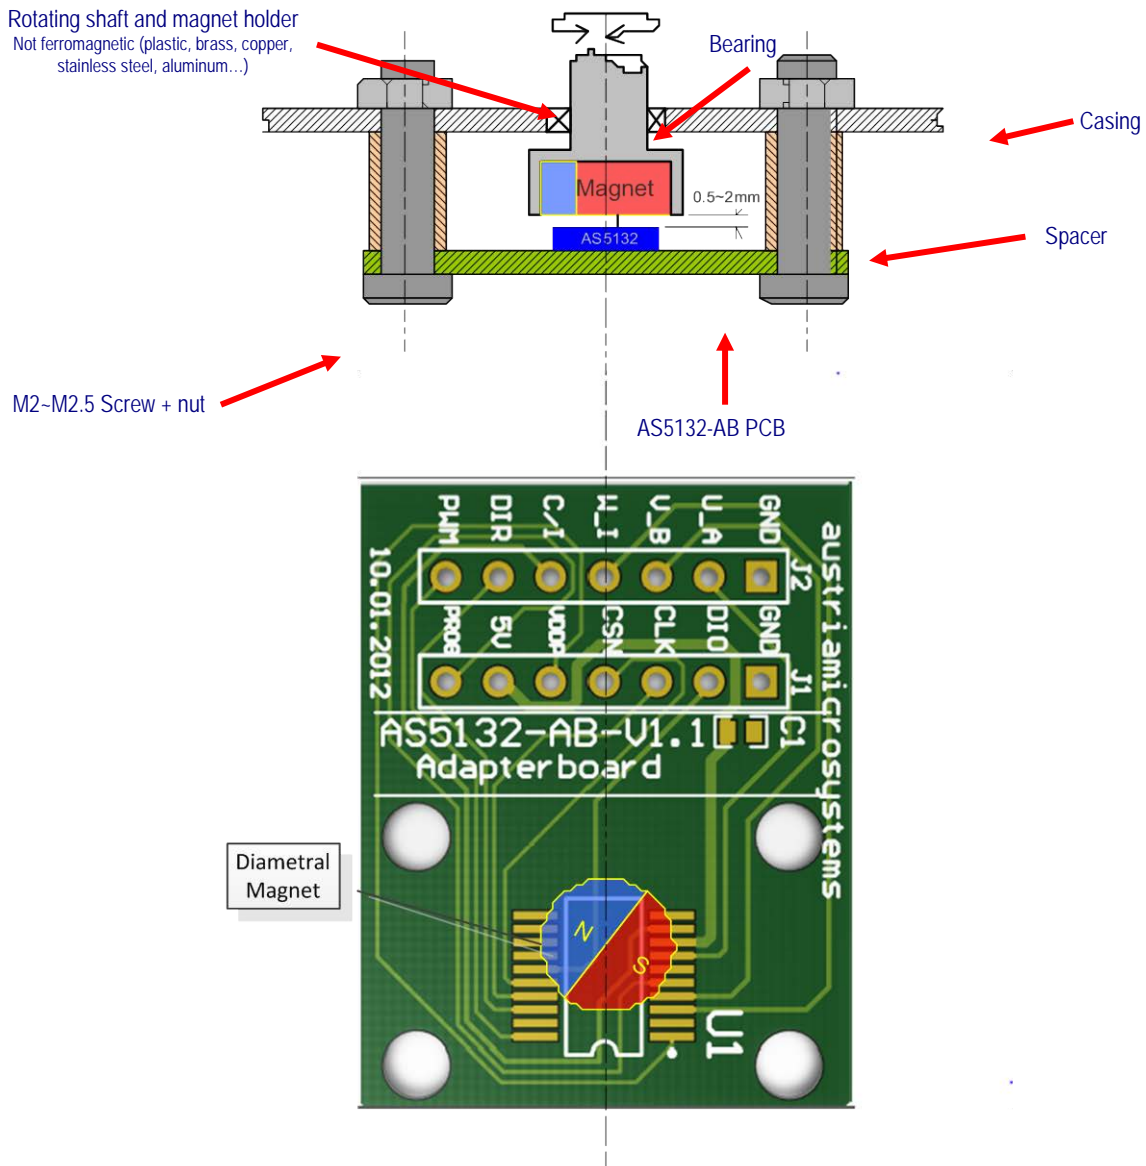 Rotating shaft and magnet holder
Not ferromagnetic (plastic, brass, copper,
stainless steel, aluminum…)
Bearing
Casing
Magnet
0.5~2mm
AS5132
Spacer
M2~M2.5 Screw + nut
AS5132-AB PCB
PWM DIR C/I W_I V_B U_A GND
J2
PROG 5V VDDP CSN CLK DIO GND
J1
10.01.2012
austriamicrosystems
AS5132-AB-V1.1 C1
Adapterboard
Diametral
Magnet
N
S
U1